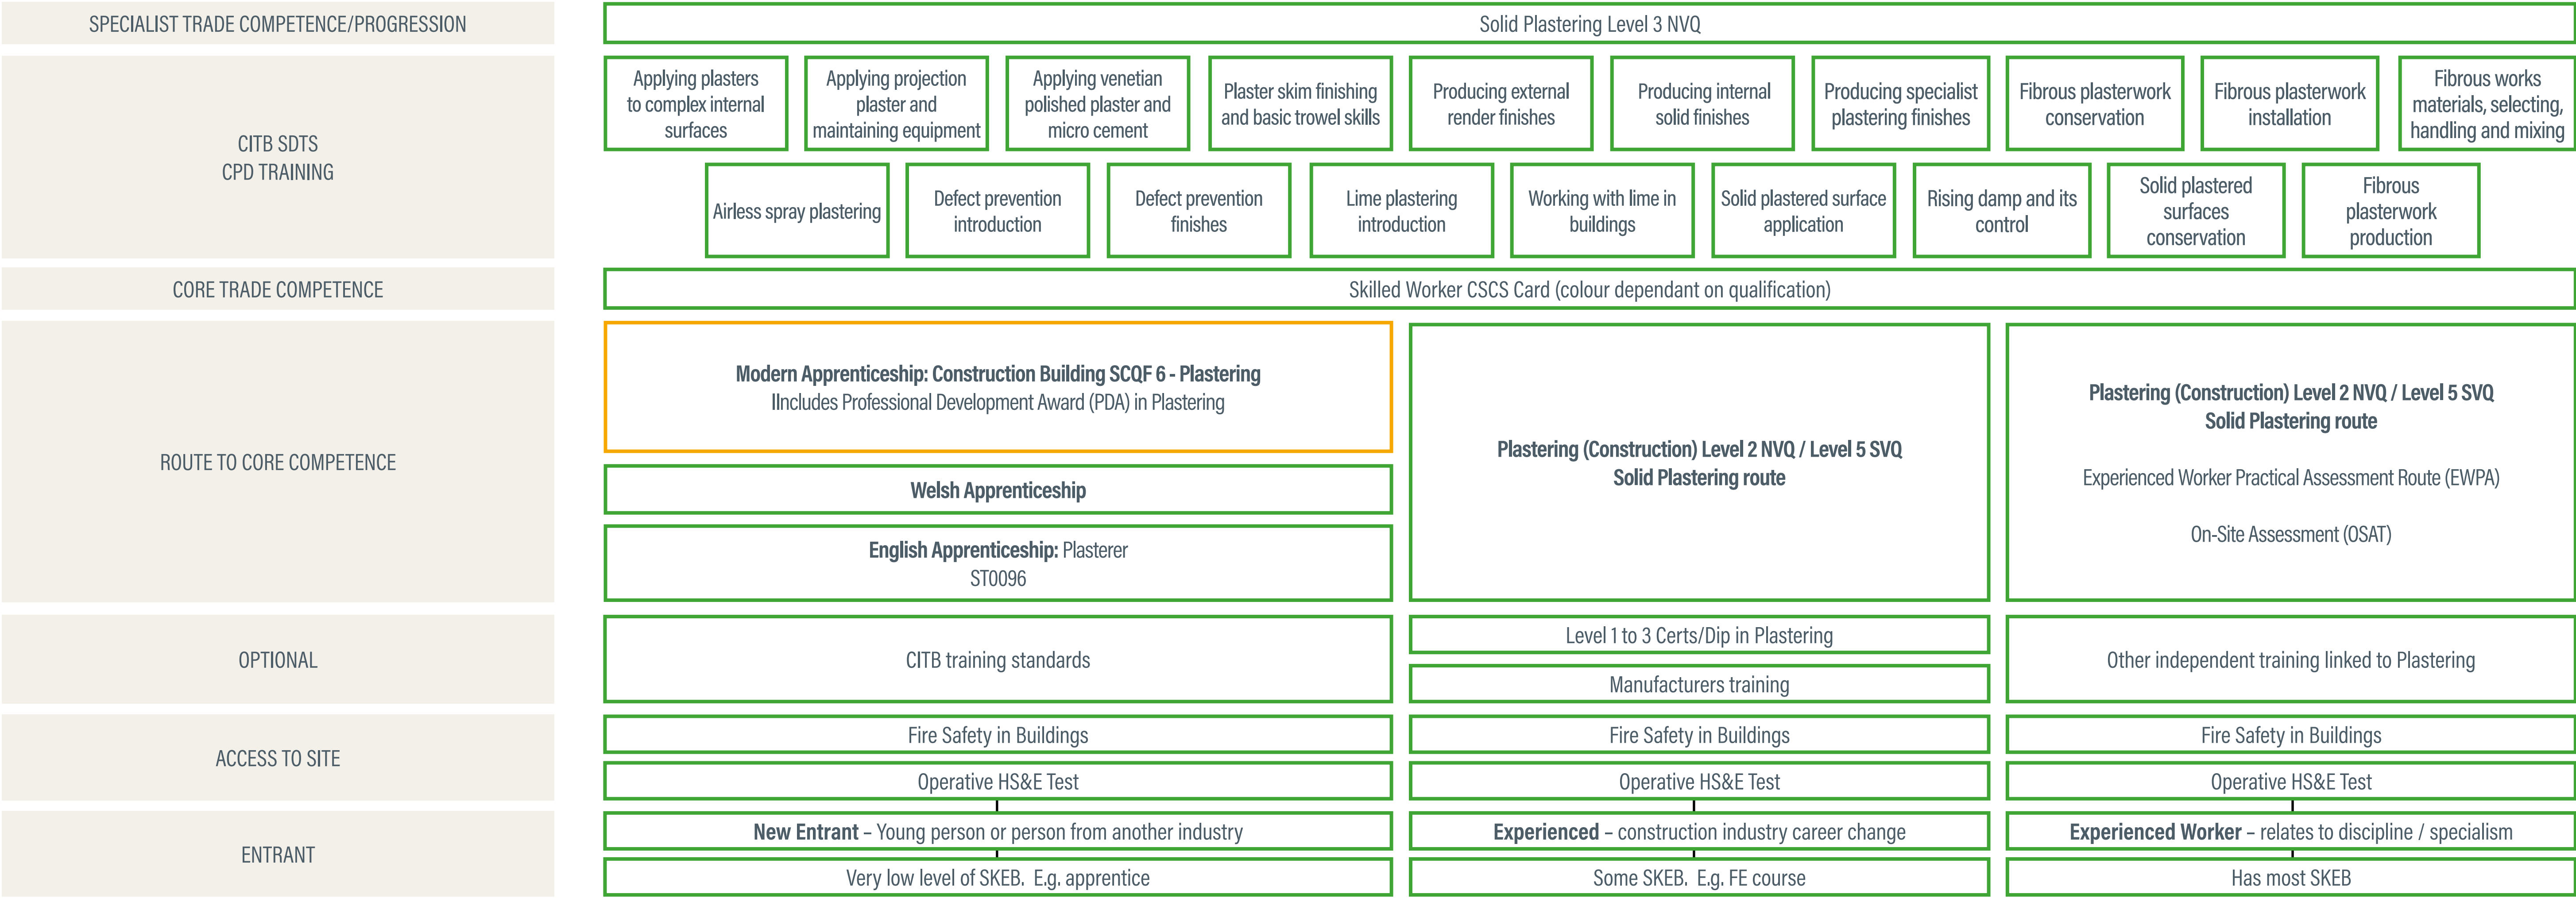 SPECIALIST TRADE COMPETENCE/PROGRESSION
Solid Plastering Level 3 NVQ
CITB SDTS
CPD TRAINING
Applying plasters
to complex internal
surfaces
Applying projection
plaster and
maintaining equipment
Applying venetian
polished plaster and
micro cement
Plaster skim finishing
and basic trowel skills
Producing external
render finishes
Producing internal
solid finishes
Producing specialist
plastering finishes
Fibrous plasterwork
conservation
Fibrous plasterwork
installation
Fibrous works
materials, selecting,
handling and mixing
Airless spray plastering
Defect prevention
introduction
Defect prevention
finishes
Lime plastering
introduction
Working with lime in
buildings
Solid plastered surface
application
Rising damp and its
control
Solid plastered
surfaces
conservation
Fibrous
plasterwork
production
CORE TRADE COMPETENCE
Skilled Worker CSCS Card (colour dependant on qualification)
ROUTE TO CORE COMPETENCE
Modern Apprenticeship: Construction Building SCQF 6 - Plastering
IIncludes Professional Development Award (PDA) in Plastering
Welsh Apprenticeship
English Apprenticeship: Plasterer
ST0096
Plastering (Construction) Level 2 NVQ / Level 5 SVQ
Solid Plastering route
Plastering (Construction) Level 2 NVQ / Level 5 SVQ
Solid Plastering route
Experienced Worker Practical Assessment Route (EWPA)
On-Site Assessment (OSAT)
OPTIONAL
CITB training standards
Level 1 to 3 Certs/Dip in Plastering
Manufacturers training
Other independent training linked to Plastering
ACCESS TO SITE
Fire Safety in Buildings
Fire Safety in Buildings
Fire Safety in Buildings
Operative HS&E Test
Operative HS&E Test
Operative HS&E Test
ENTRANT
New Entrant – Young person or person from another industry
Experienced – construction industry career change
Experienced Worker – relates to discipline / specialism
Very low level of SKEB. E.g. apprentice
Some SKEB. E.g. FE course
Has most SKEB